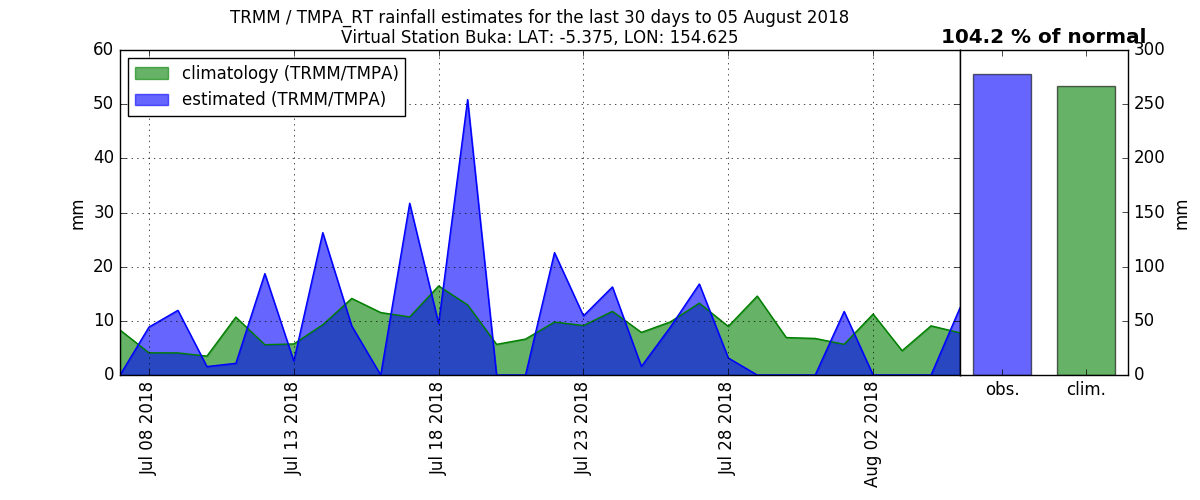 TRMM / TMPA_RT rainfall estimates for the last 30 days to 05 August 2018
Virtual Station Buka: LAT: -5.375, LON: 154.625
104.2 % of normal
climatology (TRMM/TMPA)
estimated (TRMM/TMPA)
mm
60
50
40
30
20
10
0
Jul 08 2018
Jul 13 2018
Jul 18 2018
Jul 23 2018
Jul 28 2018
Aug 02 2018
obs.
clim.
300
250
200
150
100
50
0
mm